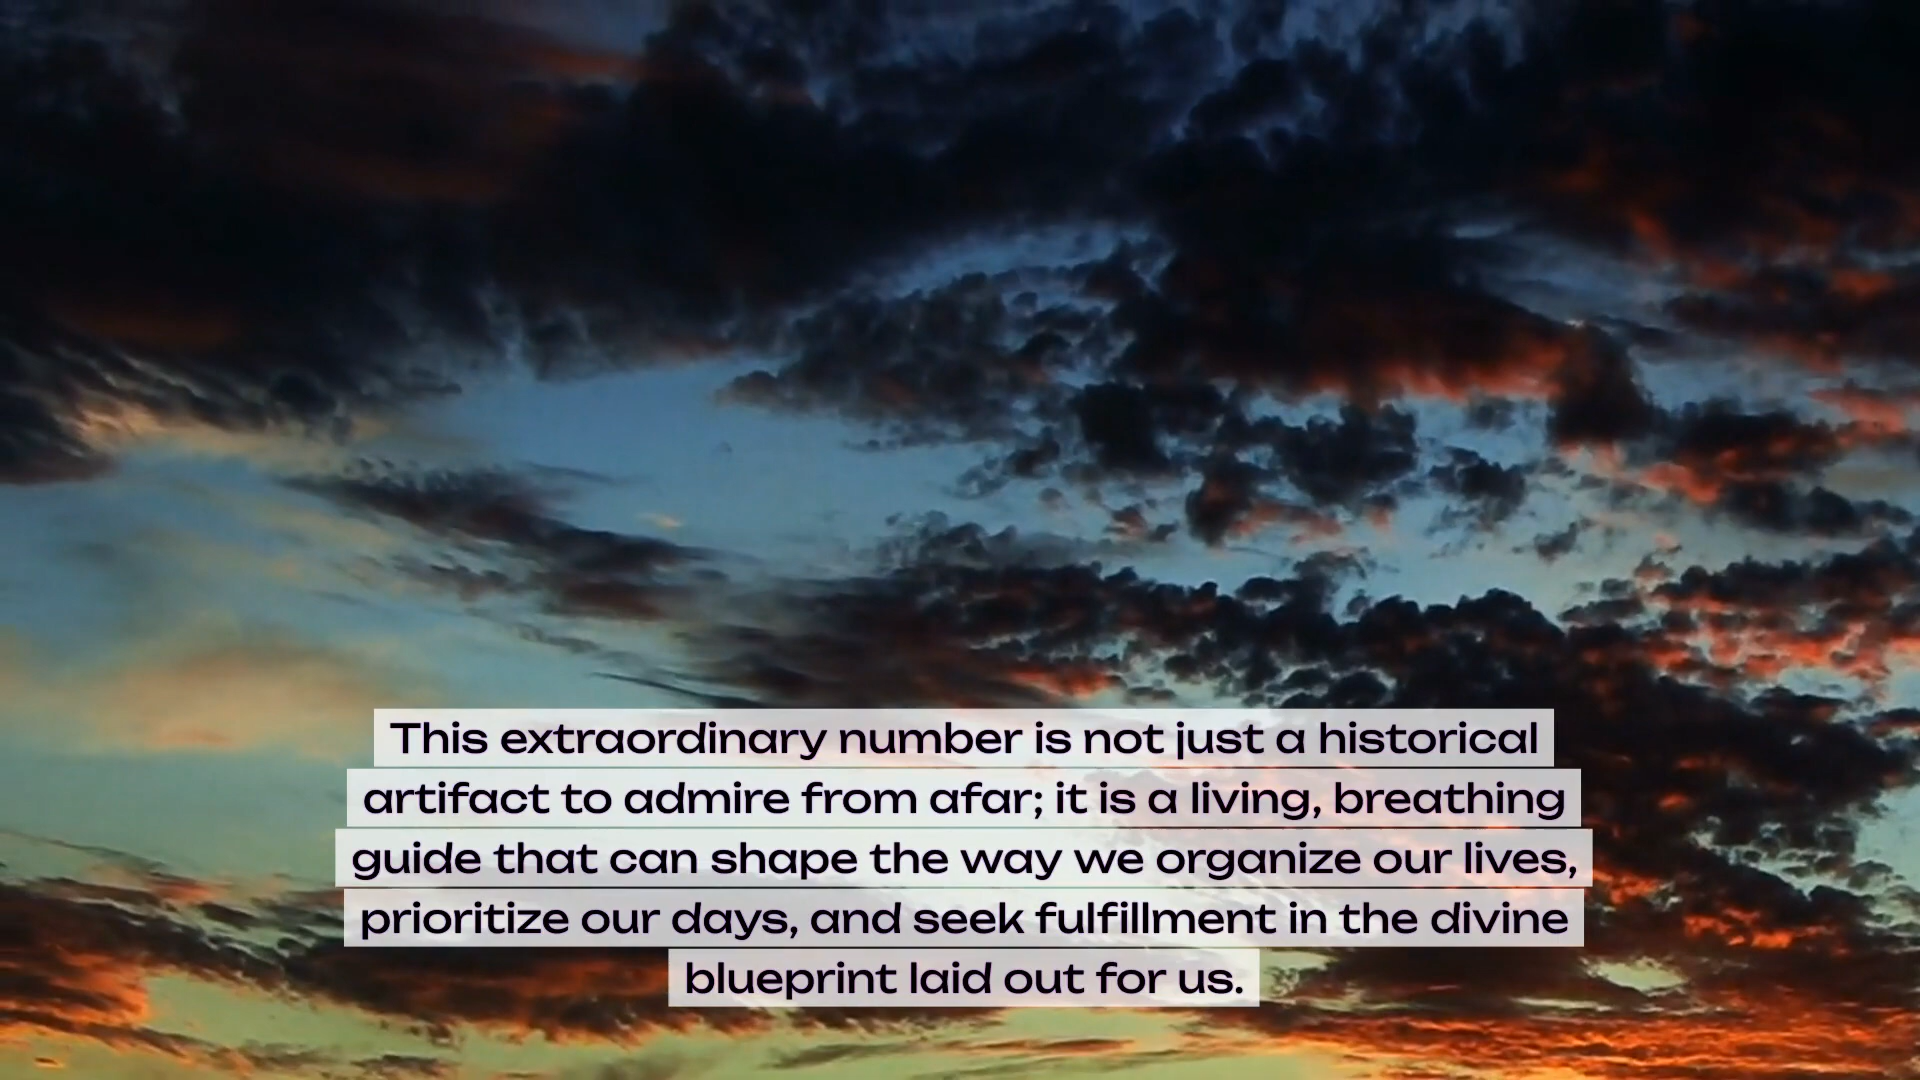 This extraordinary number is not just a historical
artifact to admire from afar; it is a living, breathing
guide that can shape the way we organize our lives,
prioritize our days, and seek fulfillment in the divine
blueprint laid out for us.